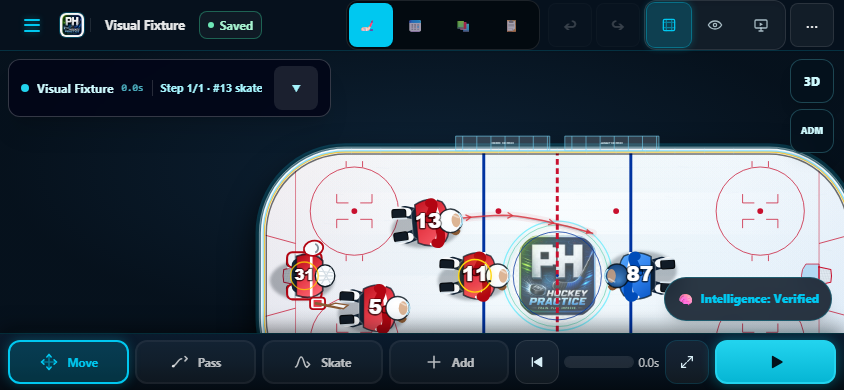 PH
Visual Fixture
Saved
...
Visual Fixture 0.0s Step 1/1 · #13 skate
3D
ADM
13
31
11
87
5
PH
HOCKEY
PRACTICE
Intelligence: Verified
Move
Pass
Skate
Add
0.0s